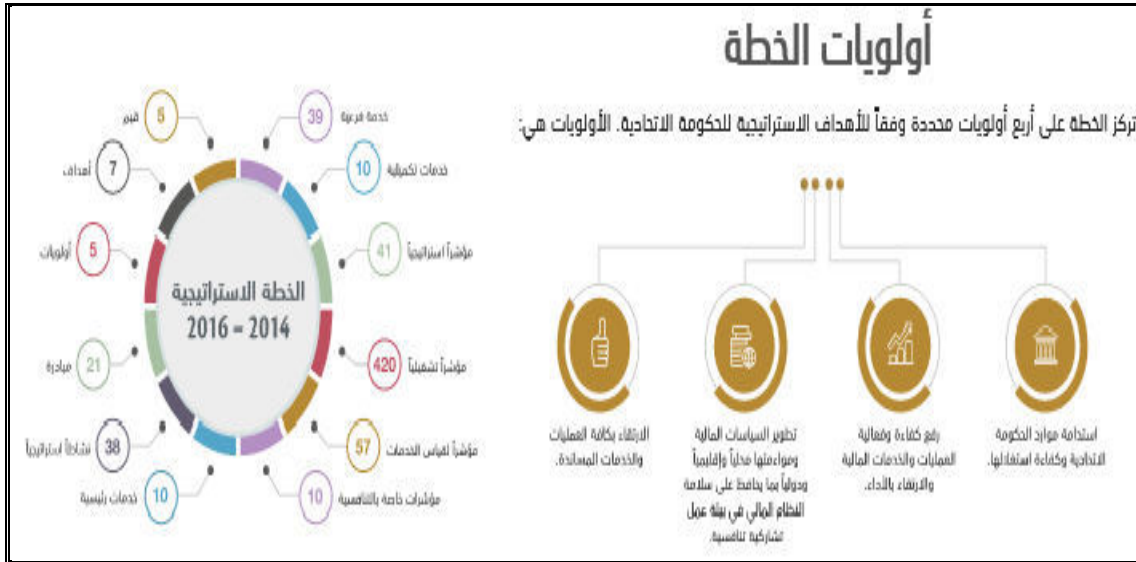 أولويات الخطة
تركز الخطة على أربع أولويات محددة وفقاً للأهداف الاستراتيجية للحكومة الاتحادية. الأولويات هي:
استدامة موارد الحكومة
الاتحادية وكفاءة استغلالها.
رفع كفاءة وفعالية
العمليات والخدمات المالية
والارتقاء بالأداء.
تطوير السياسات المالية
ومواءمتها محلياً وإقليمياً
ودولياً بما يحافظ على سلامة
النظام المالي في بيئة عمل
تشاركية تنافسية.
الارتقاء بكافة العمليات
والخدمات المساندة.
الخطة الاستراتيجية
2014 – 2016
39 خدمة فرعية
10 خدمات تكميلية
41 مؤشراً استراتيجياً
420 مؤشراً تشغيلياً
57 مؤشراً لقياس الخدمات
10 مؤشرات خاصة بالتنافسية
5 قيم
7 أهداف
5 أولويات
21 مبادرة
38 نشاطاً استراتيجياً
10 خدمات رئيسية